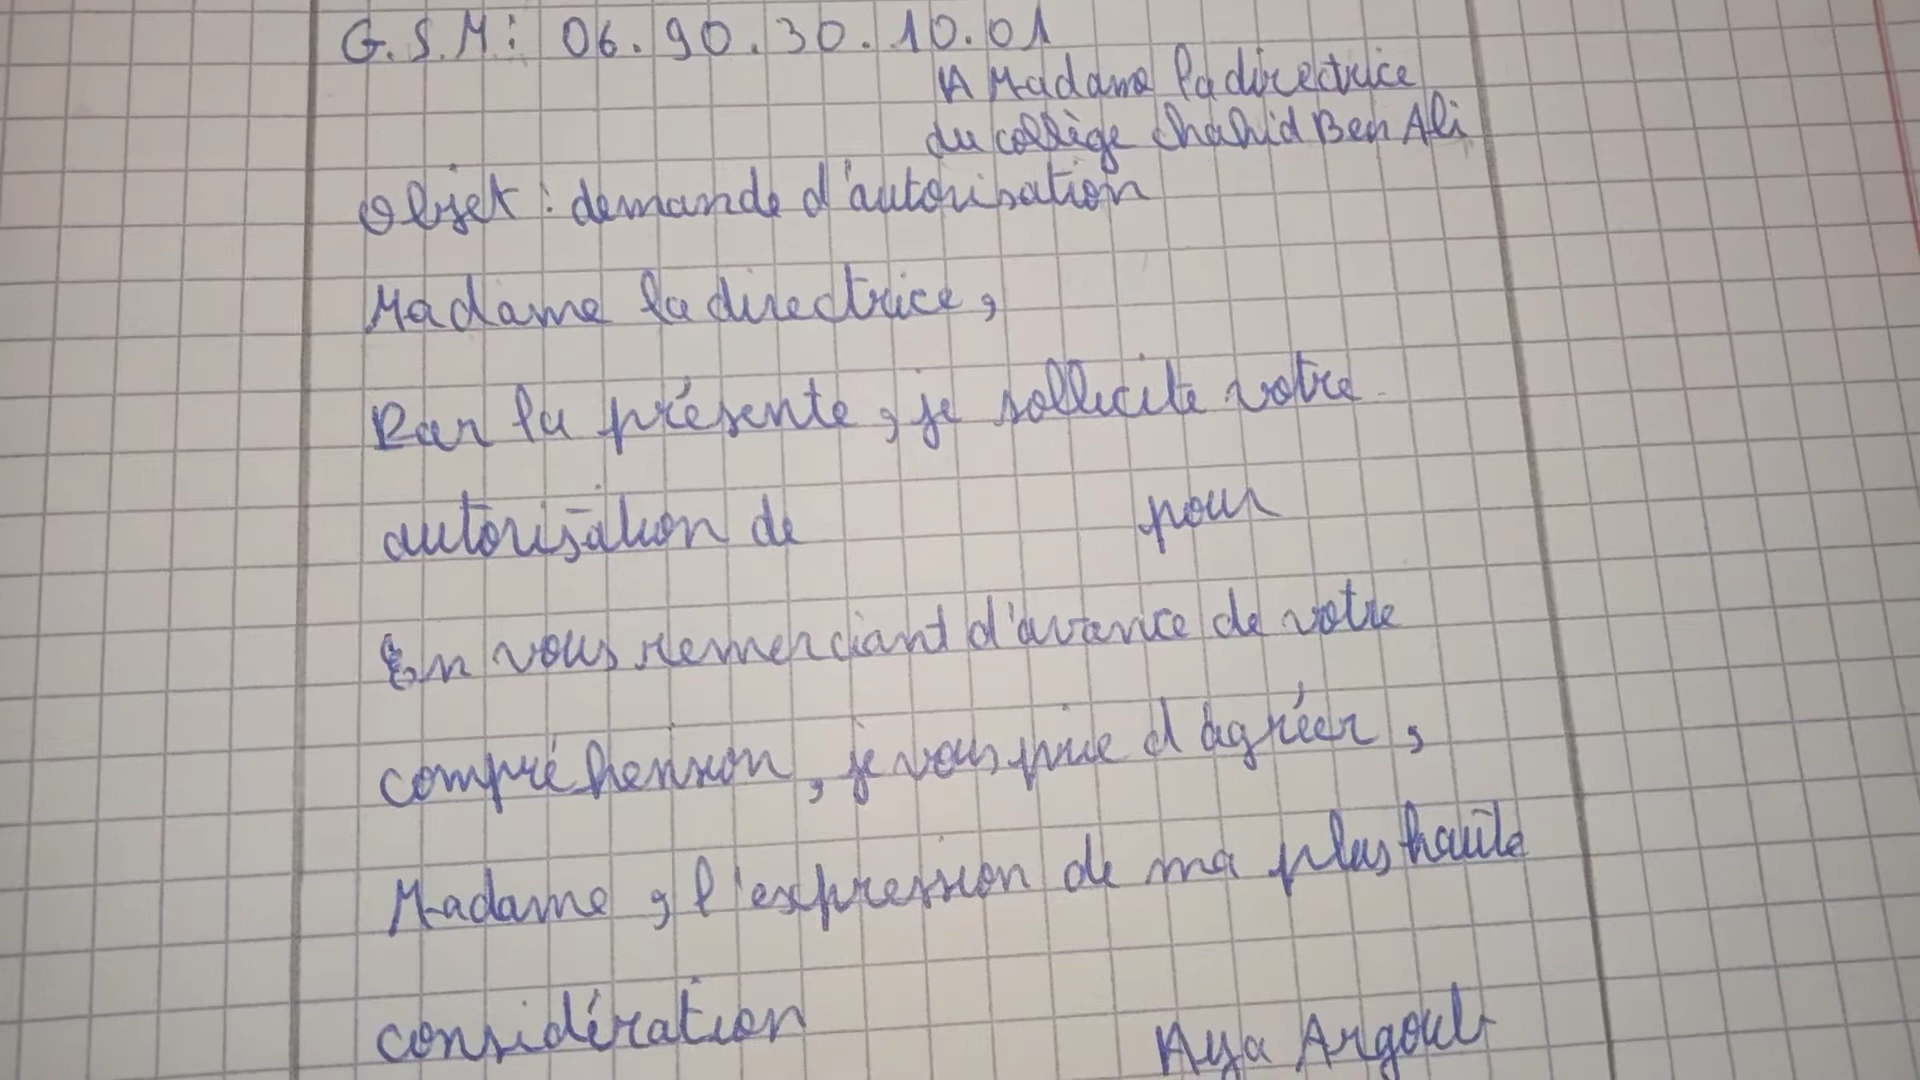 G.S.M: 06.90.30.10.01
A Madame la directrice
du collège Chahid Ben Ali
Objet : demande d'autorisation
Madame la directrice,
Par la présente, je sollicite votre
autorisation de pour
En vous remerciant d'avance de votre
compréhension, je vous prie d'agréer,
Madame, l'expression de ma plus haute
considération
Aya